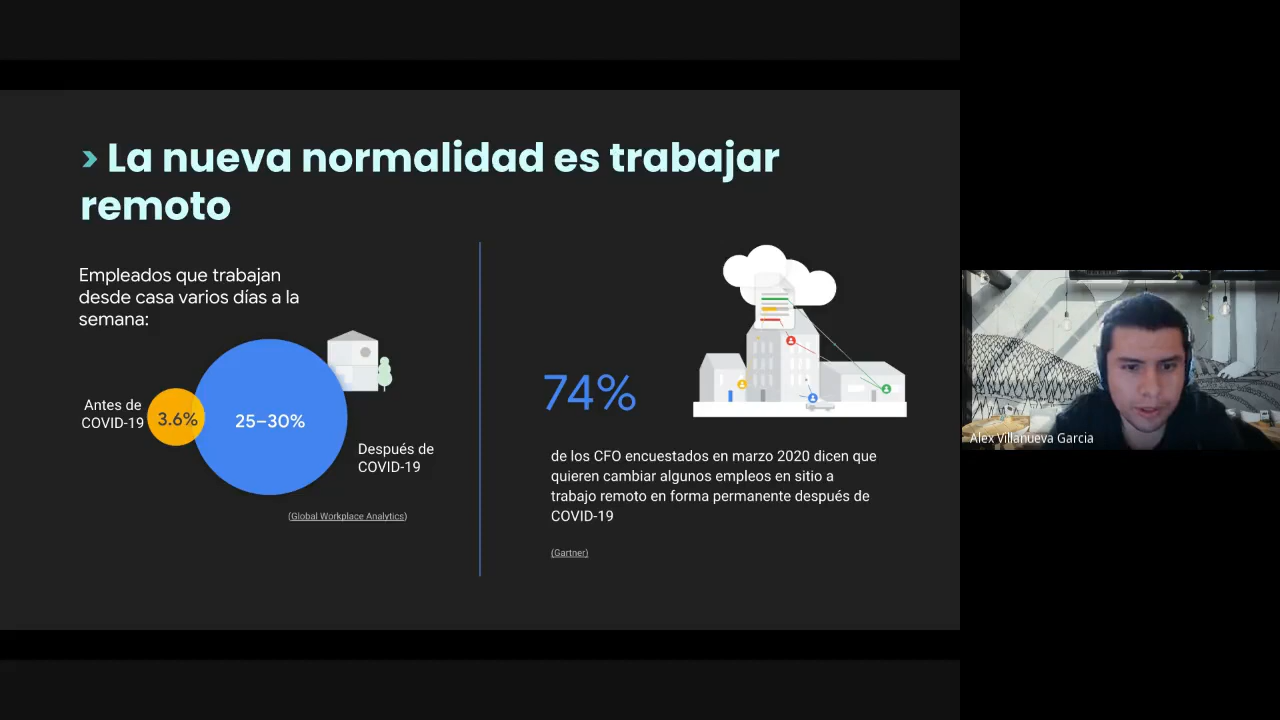 › La nueva normalidad es trabajar
remoto
Empleados que trabajan
desde casa varios días a la
semana:
Antes de
COVID-19
3.6%
25–30%
Después de
COVID-19
(Global Workplace Analytics)
74%
de los CFO encuestados en marzo 2020 dicen que
quieren cambiar algunos empleos en sitio a
trabajo remoto en forma permanente después de
COVID-19
(Gartner)
Alex Villanueva Garcia